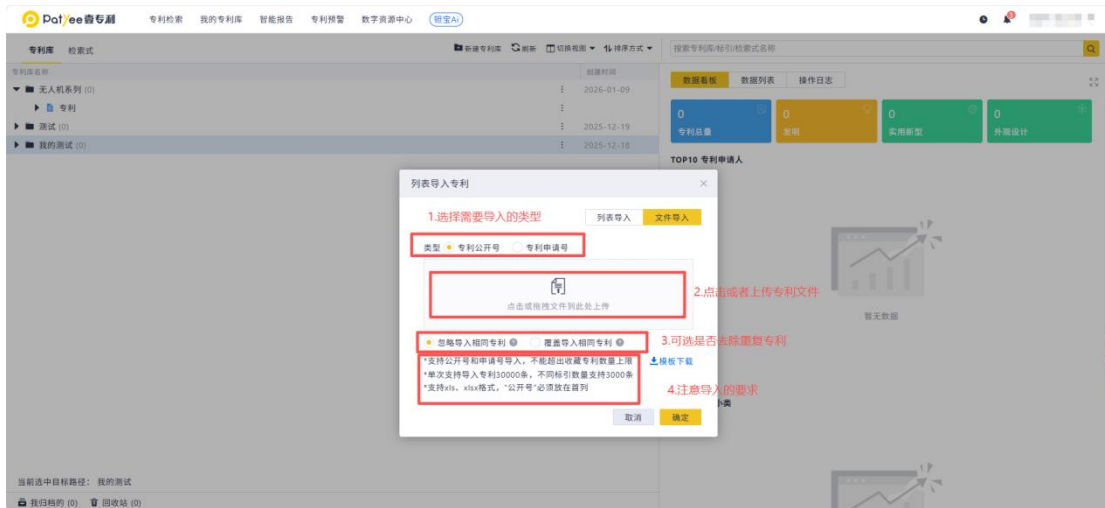 Patyee壹专利 专利检索 我的专利库 智能报告 专利预警 数字资源中心 钽宝Ai
专利库 检索式 新建专利库 刷新 切换视图 排序方式 搜索专利库/标引/检索式名称
专利库名称 创建时间
数据看板 数据列表 操作日志
无人机系列 (0) 2026-01-09
专利
测试 (0) 2025-12-19
我的测试 (0) 2025-12-18
0 0 0 0
专利总量 发明 实用新型 外观设计
TOP10 专利申请人
列表导入专利
1.选择需要导入的类型 列表导入 文件导入
类型 专利公开号 专利申请号
点击或拖拽文件到此处上传
2.点击或者上传专利文件
暂无数据
忽略导入相同专利 覆盖导入相同专利
3.可选是否去除重复专利
*支持公开号和申请号导入，不能超出收藏专利数量上限 模板下载
*单次支持导入专利30000条，不同标引数量支持3000条
*支持xls、xlsx格式，"公开号"必须放在首列
4.注意导入的要求
小类
取消 确定
当前选中目标路径： 我的测试
我归档的 (0) 回收站 (0)